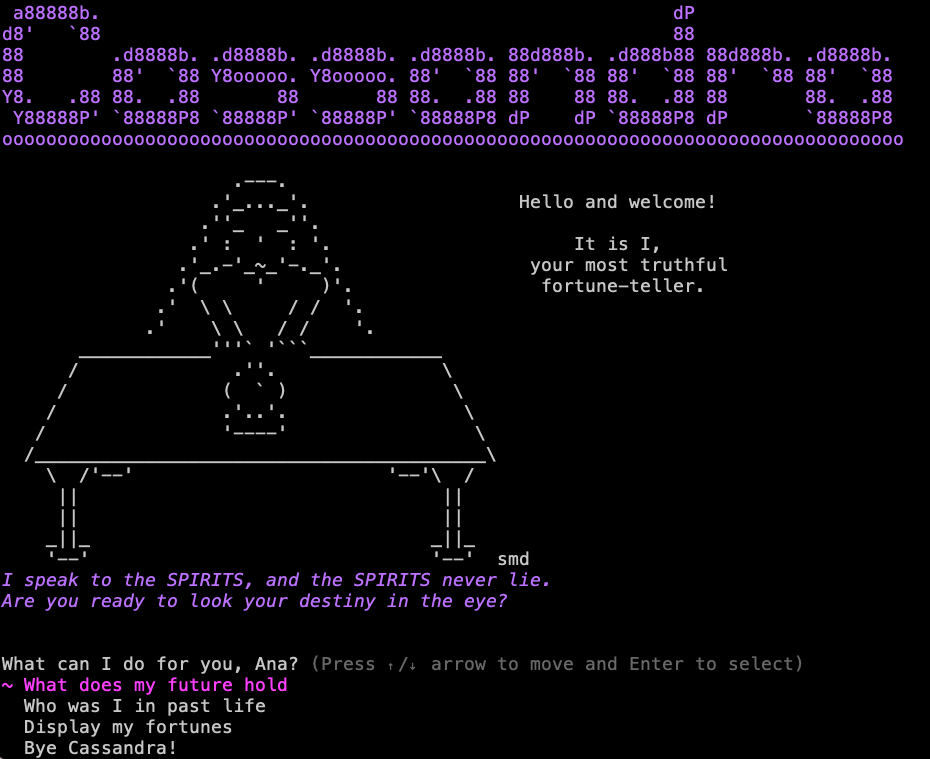 Cassandra
Hello and welcome!
It is I,
your most truthful
fortune-teller.
smd
I speak to the SPIRITS, and the SPIRITS never lie.
Are you ready to look your destiny in the eye?
What can I do for you, Ana? (Press ↑/↓ arrow to move and Enter to select)
~ What does my future hold
Who was I in past life
Display my fortunes
Bye Cassandra!